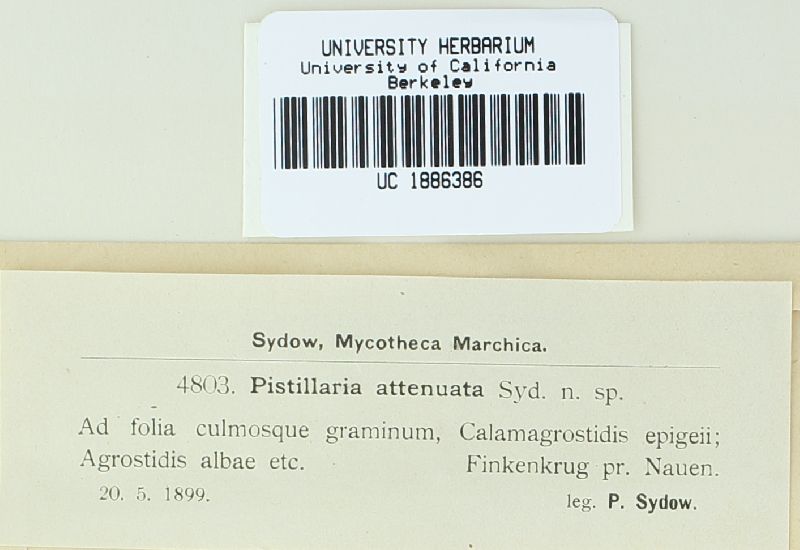 UNIVERSITY HERBARIUM
University of California
Berkeley
UC 1886386
Sydow, Mycotheca Marchica.
4803. Pistillaria attenuata Syd. n. sp.
Ad folia culmosque graminum, Calamagrostidis epigeii;
Agrostidis albae etc. Finkenkrug pr. Nauen.
20. 5. 1899. leg. P. Sydow.